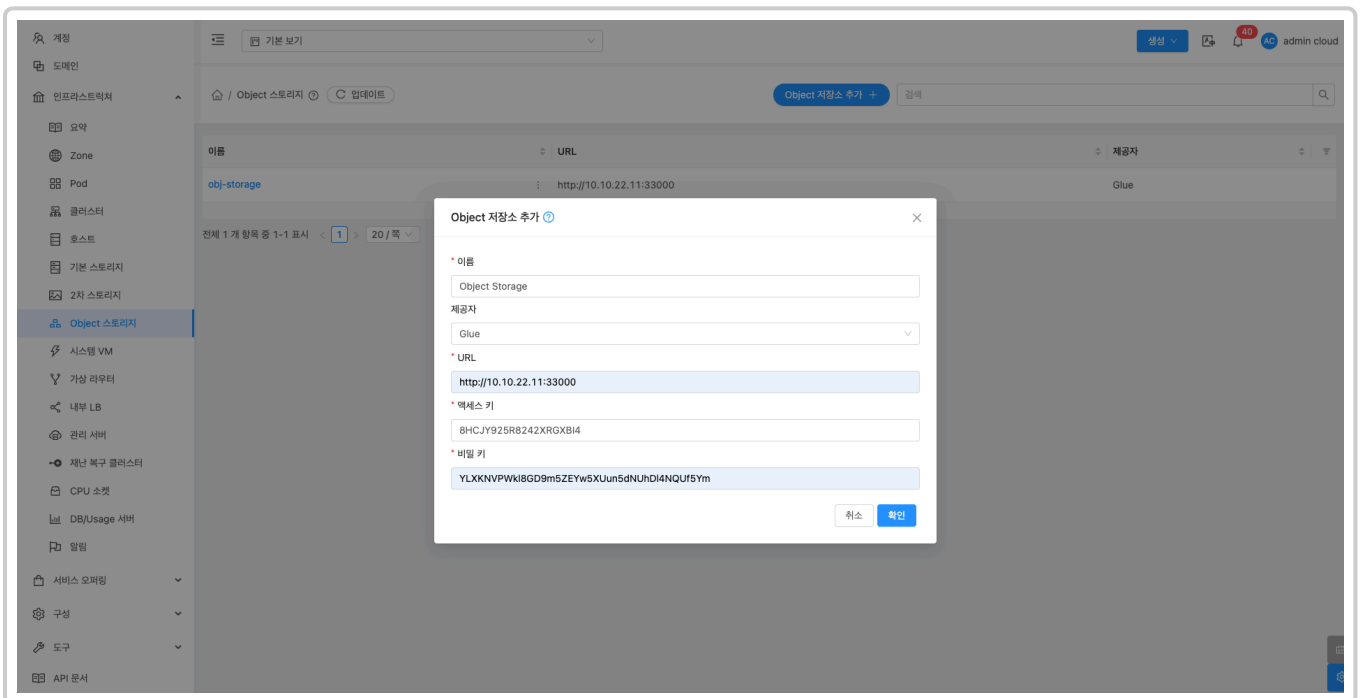 계정
기본 보기
생성
40
AC
admin cloud
도메인
인프라스트럭쳐
/ Object 스토리지
업데이트
Object 저장소 추가 +
검색
요약
Zone
Pod
클러스터
호스트
기본 스토리지
2차 스토리지
Object 스토리지
시스템 VM
가상 라우터
내부 LB
관리 서버
재난 복구 클러스터
CPU 소켓
DB/Usage 서버
알림
서비스 오퍼링
구성
도구
API 문서
이름 URL 제공자
obj-storage http://10.10.22.11:33000 Glue
전체 1 개 항목 중 1-1 표시 < 1 > 20 / 쪽
Object 저장소 추가
* 이름
Object Storage
제공자
Glue
* URL
http://10.10.22.11:33000
* 액세스 키
8HCJY925R8242XRGXBI4
* 비밀 키
YLXKNVPWkl8GD9m5ZEYw5XUun5dNUhDl4NQUf5Ym
취소 확인